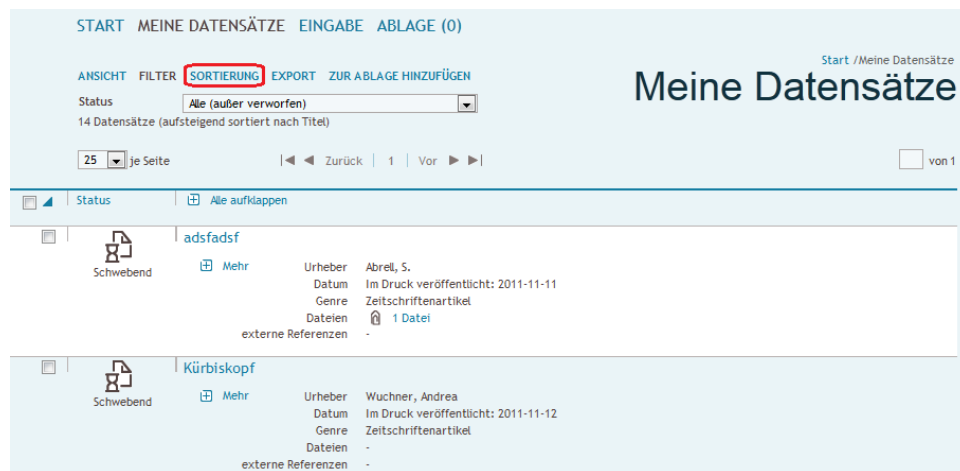 START MEINE DATENSÄTZE EINGABE ABLAGE (0)
Start /Meine Datensätze
Meine Datensätze
ANSICHT FILTER SORTIERUNG EXPORT ZUR ABLAGE HINZUFÜGEN
Status Alle (außer verworfen)
14 Datensätze (aufsteigend sortiert nach Titel)
25 je Seite Zurück | 1 | Vor von 1
Status Alle aufklappen
adsfadsf
Schwebend
Mehr Urheber Abrell, S.
Datum Im Druck veröffentlicht: 2011-11-11
Genre Zeitschriftenartikel
Dateien 1 Datei
externe Referenzen -
Kürbiskopf
Schwebend
Mehr Urheber Wuchner, Andrea
Datum Im Druck veröffentlicht: 2011-11-12
Genre Zeitschriftenartikel
Dateien -
externe Referenzen -